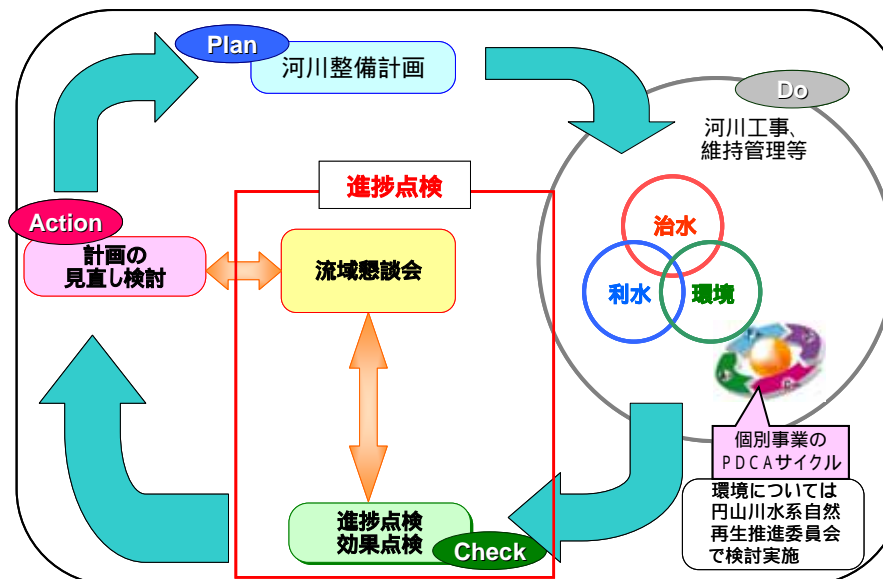 Plan
河川整備計画
Do
河川工事、
維持管理等
進捗点検
Action
計画の
見直し検討
流域懇談会
治水
利水
環境
個別事業の
PDCAサイクル
環境については
円山川水系自然
再生推進委員会
で検討実施
進捗点検
効果点検
Check